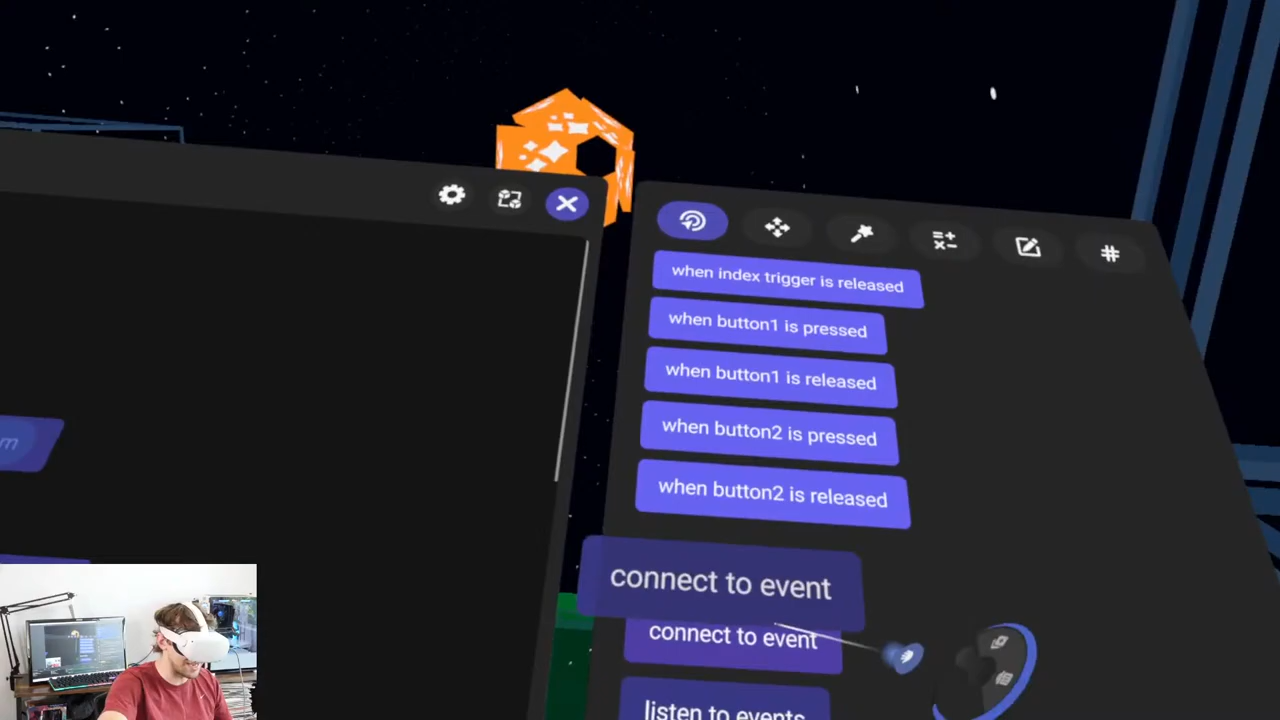 when index trigger is released
when button1 is pressed
when button1 is released
when button2 is pressed
when button2 is released
connect to event
connect to event
listen to events